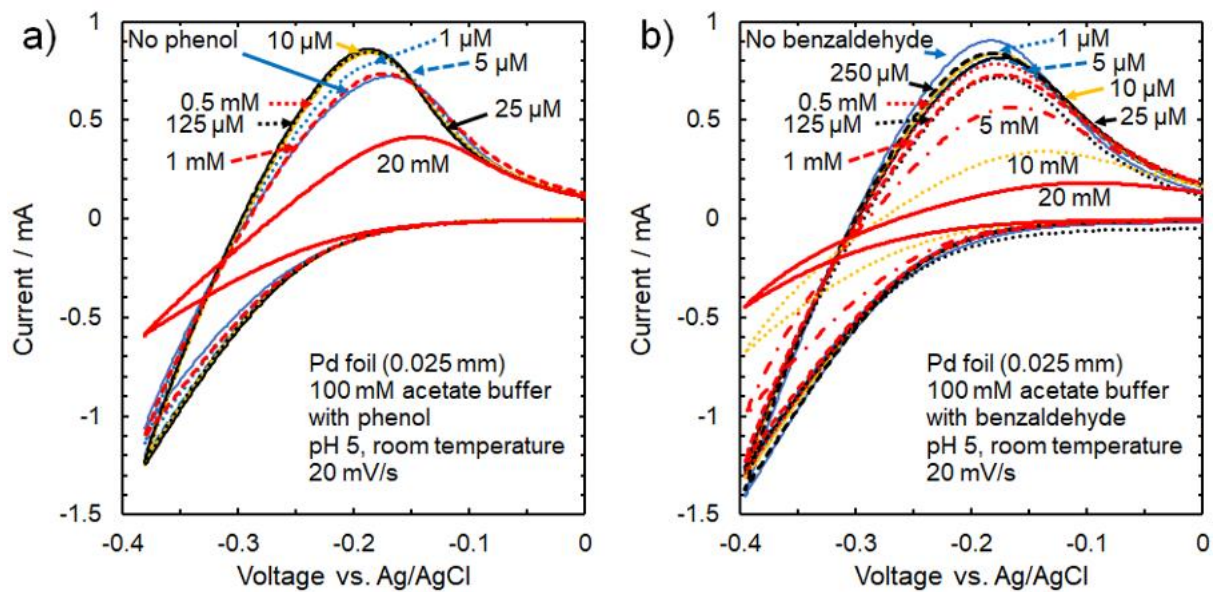 a)
1
0.5
0
-0.5
-1
-1.5
Current / mA
-0.4
-0.3
-0.2
-0.1
0
Voltage vs. Ag/AgCl
No phenol
10 µM
1 µM
5 µM
0.5 mM
125 µM
25 µM
1 mM
20 mM
Pd foil (0.025 mm)
100 mM acetate buffer
with phenol
pH 5, room temperature
20 mV/s
b)
1
0.5
0
-0.5
-1
-1.5
Current / mA
-0.4
-0.3
-0.2
-0.1
0
Voltage vs. Ag/AgCl
No benzaldehyde
1 µM
250 µM
5 µM
0.5 mM
10 µM
125 µM
5 mM
25 µM
1 mM
10 mM
20 mM
Pd foil (0.025 mm)
100 mM acetate buffer
with benzaldehyde
pH 5, room temperature
20 mV/s